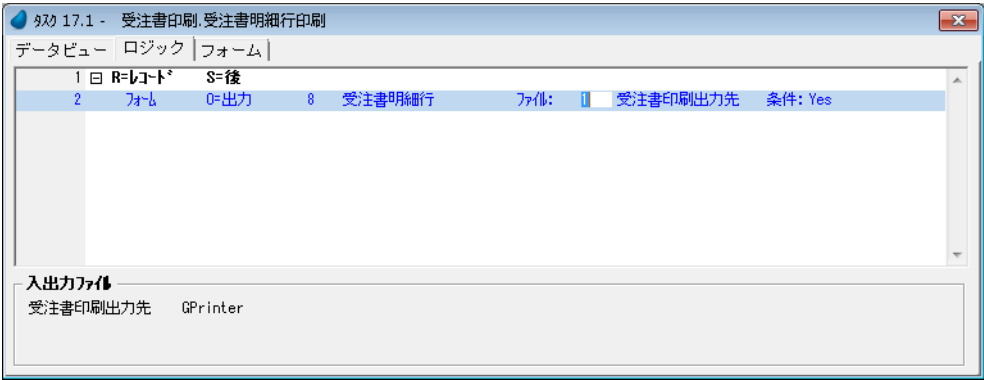 ﾀｽｸ 17.1 - 受注書印刷.受注書明細行印刷
データビュー ロジック フォーム
1 R=ﾚｺｰﾄﾞ S=後
2 ﾌｫｰﾑ O=出力 8 受注書明細行 ﾌｧｲﾙ: 1 受注書印刷出力先 条件: Yes
入出力ﾌｧｲﾙ
受注書印刷出力先 GPrinter